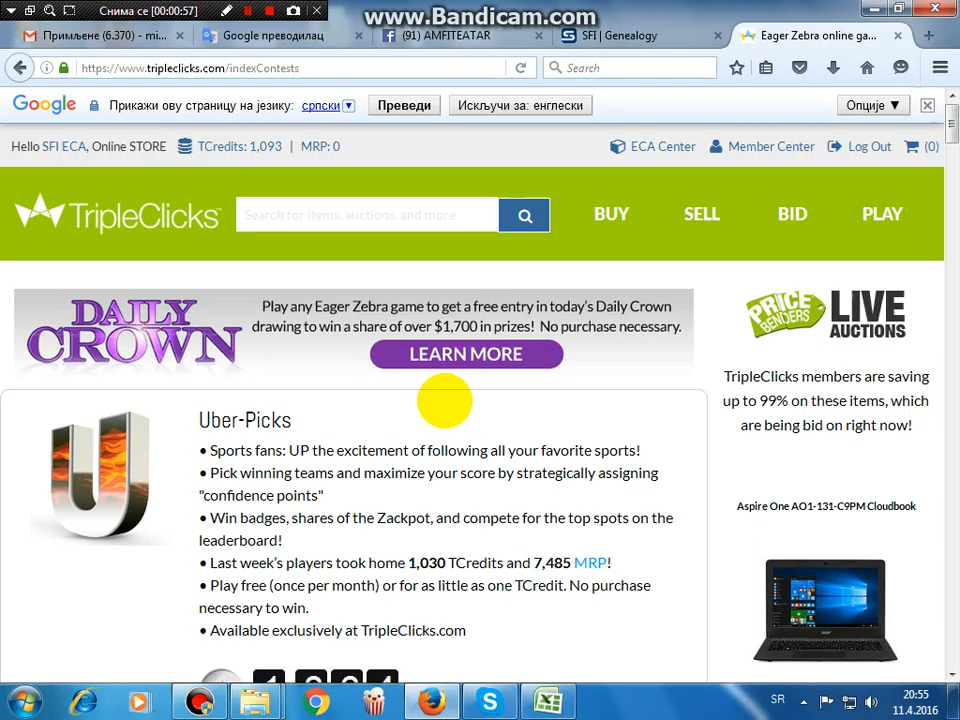 Снима се [00:00:57]
www.Bandicam.com
Примљене (6.370) - mi...
Google преводилац
(91) AMFITEATAR
SFI | Genealogy
Eager Zebra online ga...
https://www.tripleclicks.com/indexContests
Search
Google Прикажи ову страницу на језику: српски Преведи Искључи за: енглески Опције ▼
Hello SFI ECA, Online STORE TCredits: 1,093 | MRP: 0 ECA Center Member Center Log Out (0)
TripleClicks
Search for items, auctions, and more
BUY SELL BID PLAY
DAILY CROWN
Play any Eager Zebra game to get a free entry in today's Daily Crown
drawing to win a share of over $1,700 in prizes! No purchase necessary.
LEARN MORE
PRICE BENDERS LIVE AUCTIONS
TripleClicks members are saving
up to 99% on these items, which
are being bid on right now!
Aspire One AO1-131-C9PM Cloudbook
Uber-Picks
• Sports fans: UP the excitement of following all your favorite sports!
• Pick winning teams and maximize your score by strategically assigning
"confidence points"
• Win badges, shares of the Zackpot, and compete for the top spots on the
leaderboard!
• Last week's players took home 1,030 TCredits and 7,485 MRP!
• Play free (once per month) or for as little as one TCredit. No purchase
necessary to win.
• Available exclusively at TripleClicks.com
SR
20:55
11.4.2016